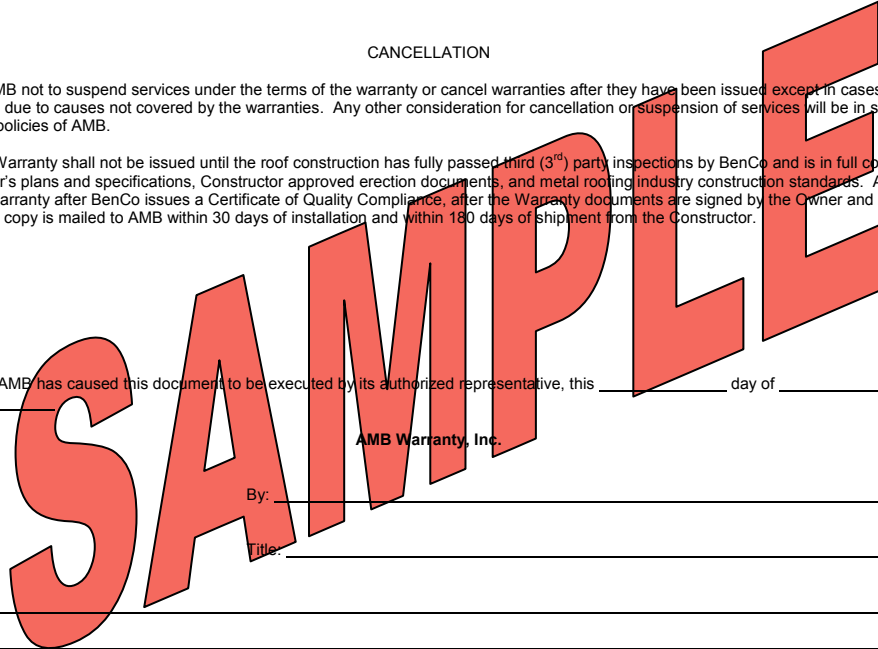 CANCELLATION
MB not to suspend services under the terms of the warranty or cancel warranties after they have been issued except in cases
due to causes not covered by the warranties. Any other consideration for cancellation or suspension of services will be in s
policies of AMB.
Warranty shall not be issued until the roof construction has fully passed third (3rd) party inspections by BenCo and is in full co
r's plans and specifications, Constructor approved erection documents, and metal roofing industry construction standards. A
arranty after BenCo issues a Certificate of Quality Compliance, after the Warranty documents are signed by the Owner and
copy is mailed to AMB within 30 days of installation and within 180 days of shipment from the Constructor.
AMB has caused this document to be executed by its authorized representative, this ____ day of ____
AMB Warranty, Inc.
By:
Title:
SAMPLE